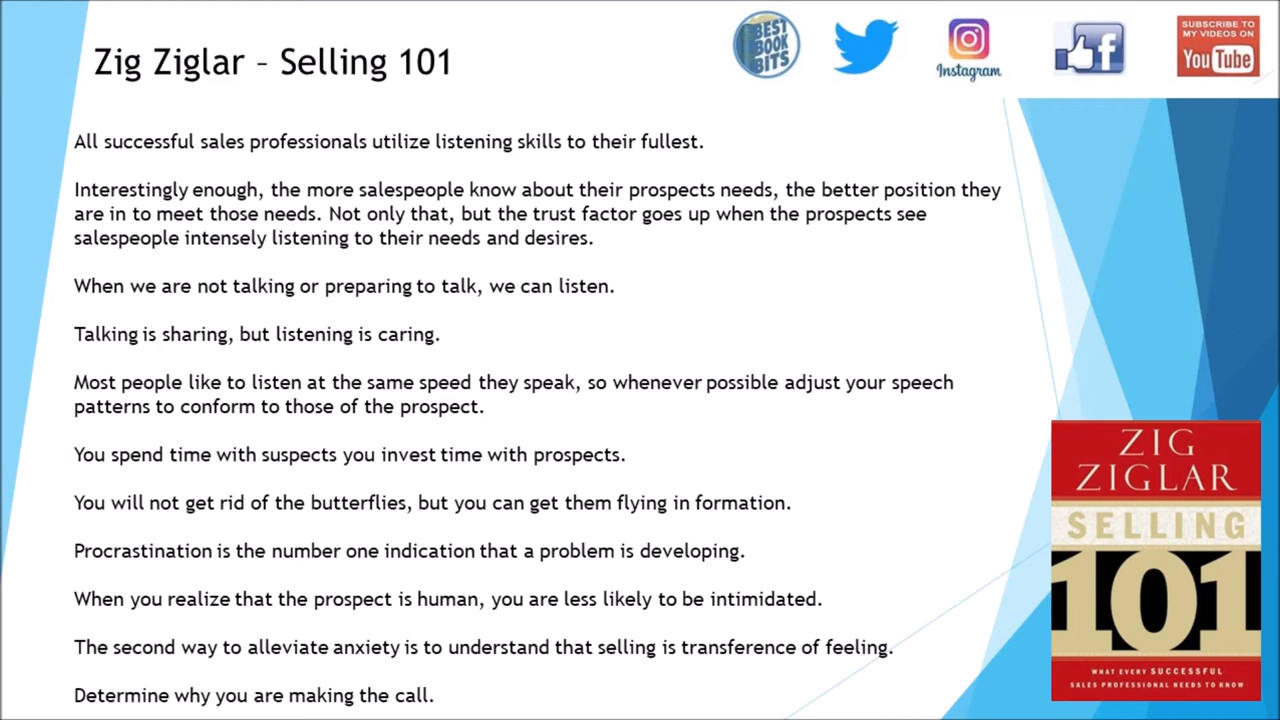 Zig Ziglar – Selling 101
BEST
BOOK
BITS
Instagram
f
SUBSCRIBE TO
MY VIDEOS ON
YouTube
All successful sales professionals utilize listening skills to their fullest.
Interestingly enough, the more salespeople know about their prospects needs, the better position they
are in to meet those needs. Not only that, but the trust factor goes up when the prospects see
salespeople intensely listening to their needs and desires.
When we are not talking or preparing to talk, we can listen.
Talking is sharing, but listening is caring.
Most people like to listen at the same speed they speak, so whenever possible adjust your speech
patterns to conform to those of the prospect.
You spend time with suspects you invest time with prospects.
You will not get rid of the butterflies, but you can get them flying in formation.
Procrastination is the number one indication that a problem is developing.
When you realize that the prospect is human, you are less likely to be intimidated.
The second way to alleviate anxiety is to understand that selling is transference of feeling.
Determine why you are making the call.
ZIG
ZIGLAR
SELLING
101
WHAT EVERY SUCCESSFUL
SALES PROFESSIONAL NEEDS TO KNOW